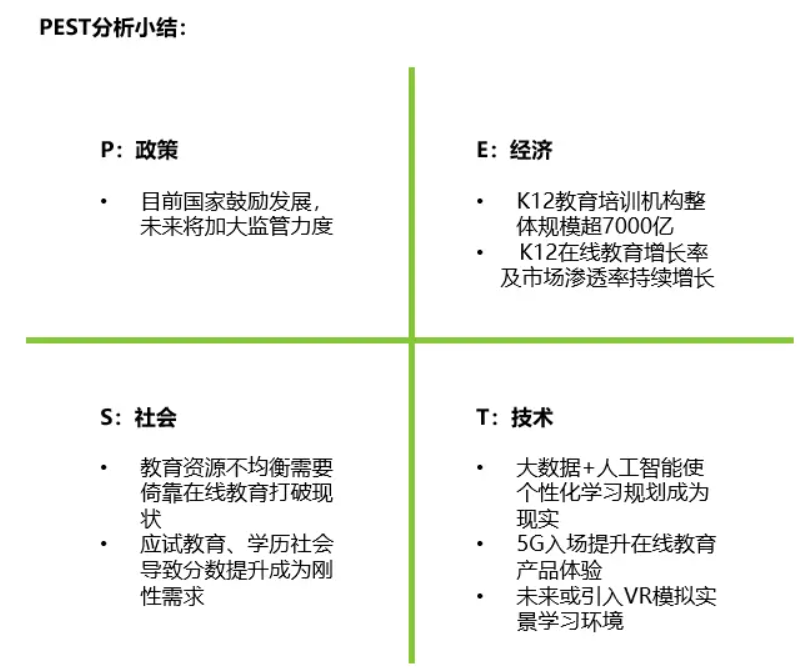 PEST分析小结：
P：政策
• 目前国家鼓励发展，
未来将加大监管力度
E：经济
• K12教育培训机构整
体规模超7000亿
• K12在线教育增长率
及市场渗透率持续增长
S：社会
• 教育资源不均衡需要
倚靠在线教育打破现
状
• 应试教育、学历社会
导致分数提升成为刚
性需求
T：技术
• 大数据+人工智能使
个性化学习规划成为
现实
• 5G入场提升在线教育
产品体验
• 未来或引入VR模拟实
景学习环境